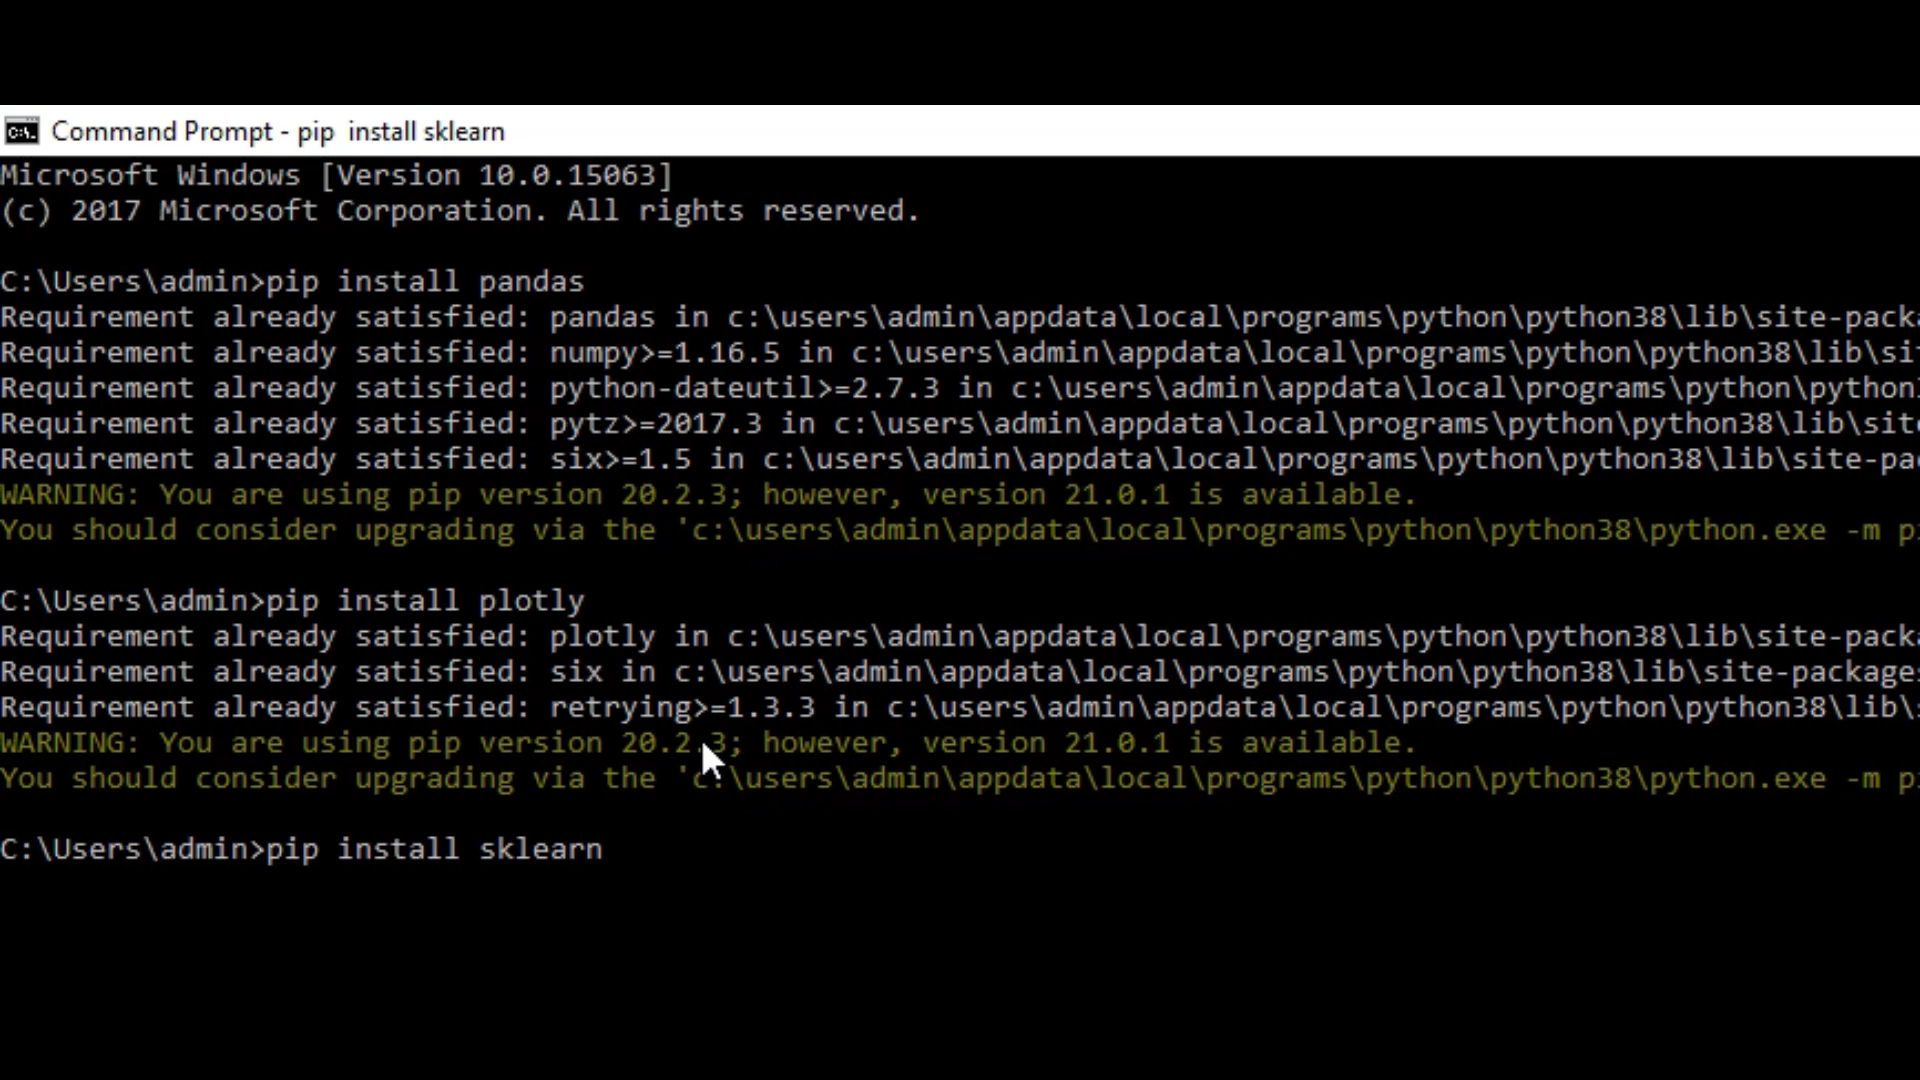 Command Prompt - pip  install sklearn
Microsoft Windows [Version 10.0.15063]
(c) 2017 Microsoft Corporation. All rights reserved.
C:\Users\admin>pip install pandas
Requirement already satisfied: pandas in c:\users\admin\appdata\local\programs\python\python38\lib\site-pack
Requirement already satisfied: numpy>=1.16.5 in c:\users\admin\appdata\local\programs\python\python38\lib\si
Requirement already satisfied: python-dateutil>=2.7.3 in c:\users\admin\appdata\local\programs\python\python
Requirement already satisfied: pytz>=2017.3 in c:\users\admin\appdata\local\programs\python\python38\lib\sit
Requirement already satisfied: six>=1.5 in c:\users\admin\appdata\local\programs\python\python38\lib\site-pa
WARNING: You are using pip version 20.2.3; however, version 21.0.1 is available.
You should consider upgrading via the 'c:\users\admin\appdata\local\programs\python\python38\python.exe -m p
C:\Users\admin>pip install plotly
Requirement already satisfied: plotly in c:\users\admin\appdata\local\programs\python\python38\lib\site-pack
Requirement already satisfied: six in c:\users\admin\appdata\local\programs\python\python38\lib\site-package
Requirement already satisfied: retrying>=1.3.3 in c:\users\admin\appdata\local\programs\python\python38\lib\
WARNING: You are using pip version 20.2.3; however, version 21.0.1 is available.
You should consider upgrading via the 'c:\users\admin\appdata\local\programs\python\python38\python.exe -m p
C:\Users\admin>pip install sklearn